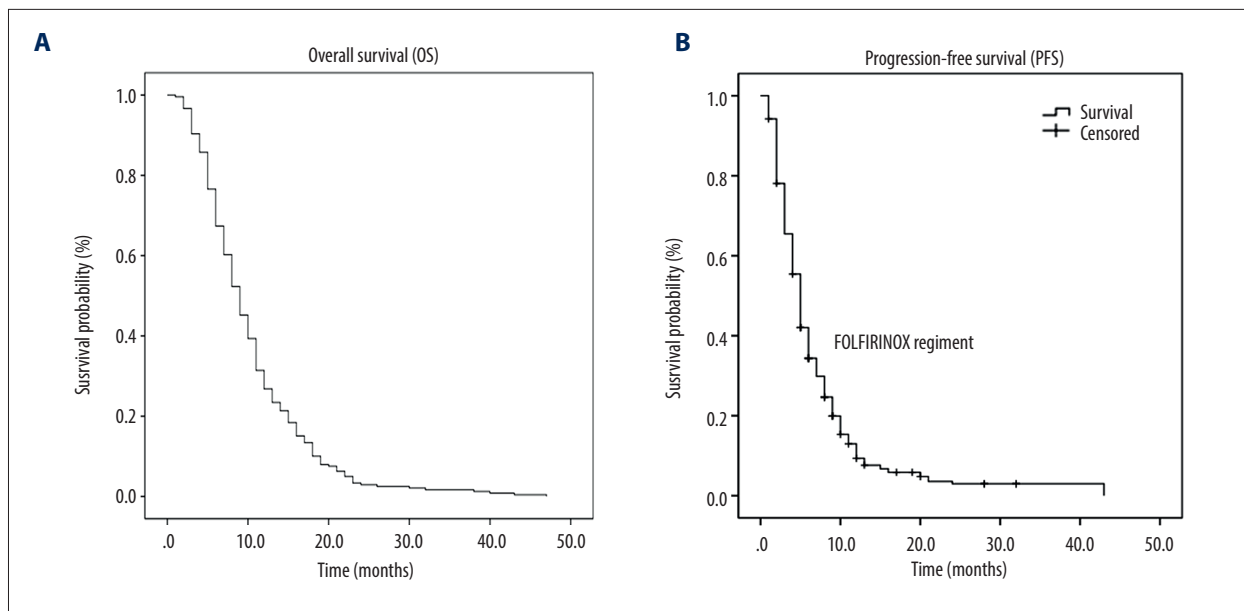 A
Overall survival (OS)
1.0
0.8
0.6
0.4
0.2
0.0
Susrvival probability (%)
.0 10.0 20.0 30.0 40.0 50.0
Time (months)
B
Progression-free survival (PFS)
1.0
0.8
0.6
0.4
0.2
0.0
Susrvival probability (%)
Survival
Censored
FOLFIRINOX regiment
.0 10.0 20.0 30.0 40.0 50.0
Time (months)